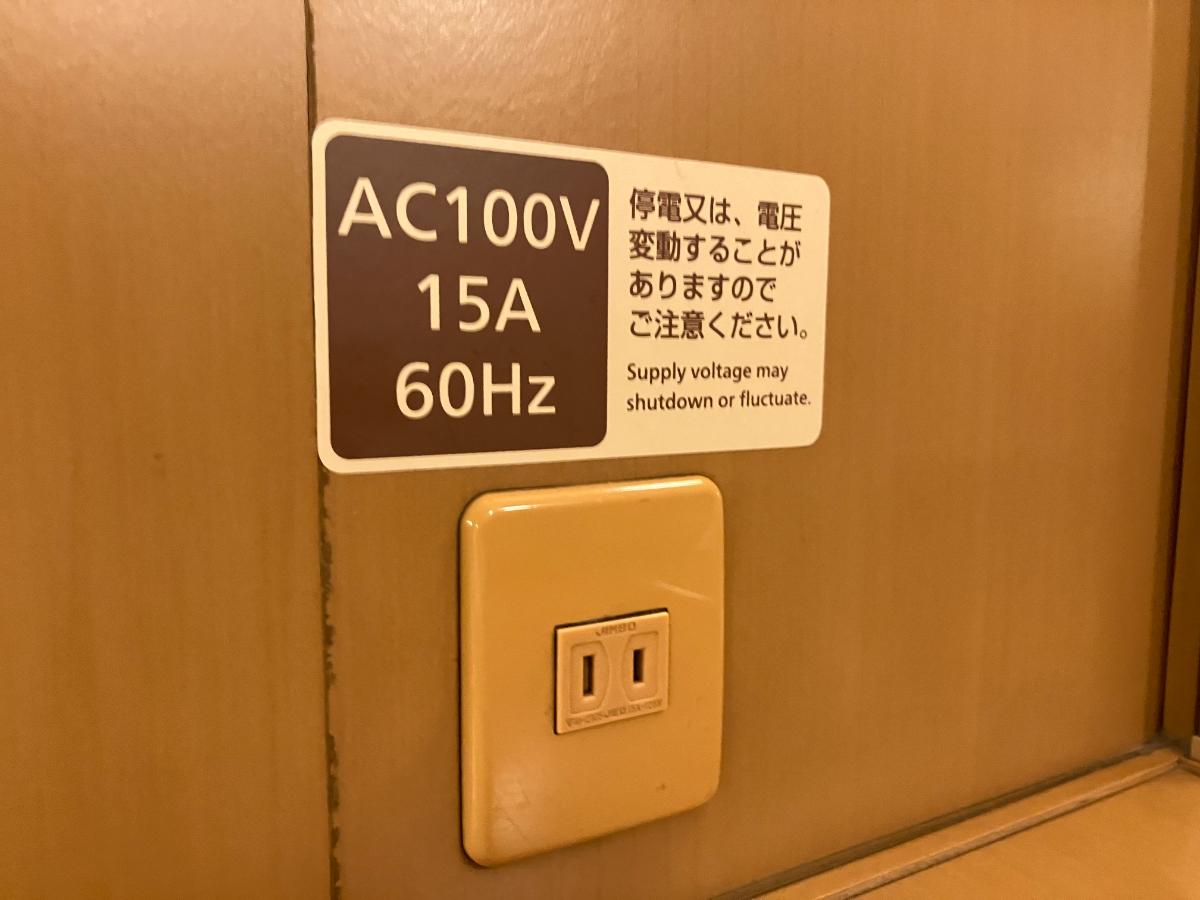 AC100V
15A
60Hz
停電又は、電圧
変動することが
ありますので
ご注意ください。
Supply voltage may
shutdown or fluctuate.
JIMBO